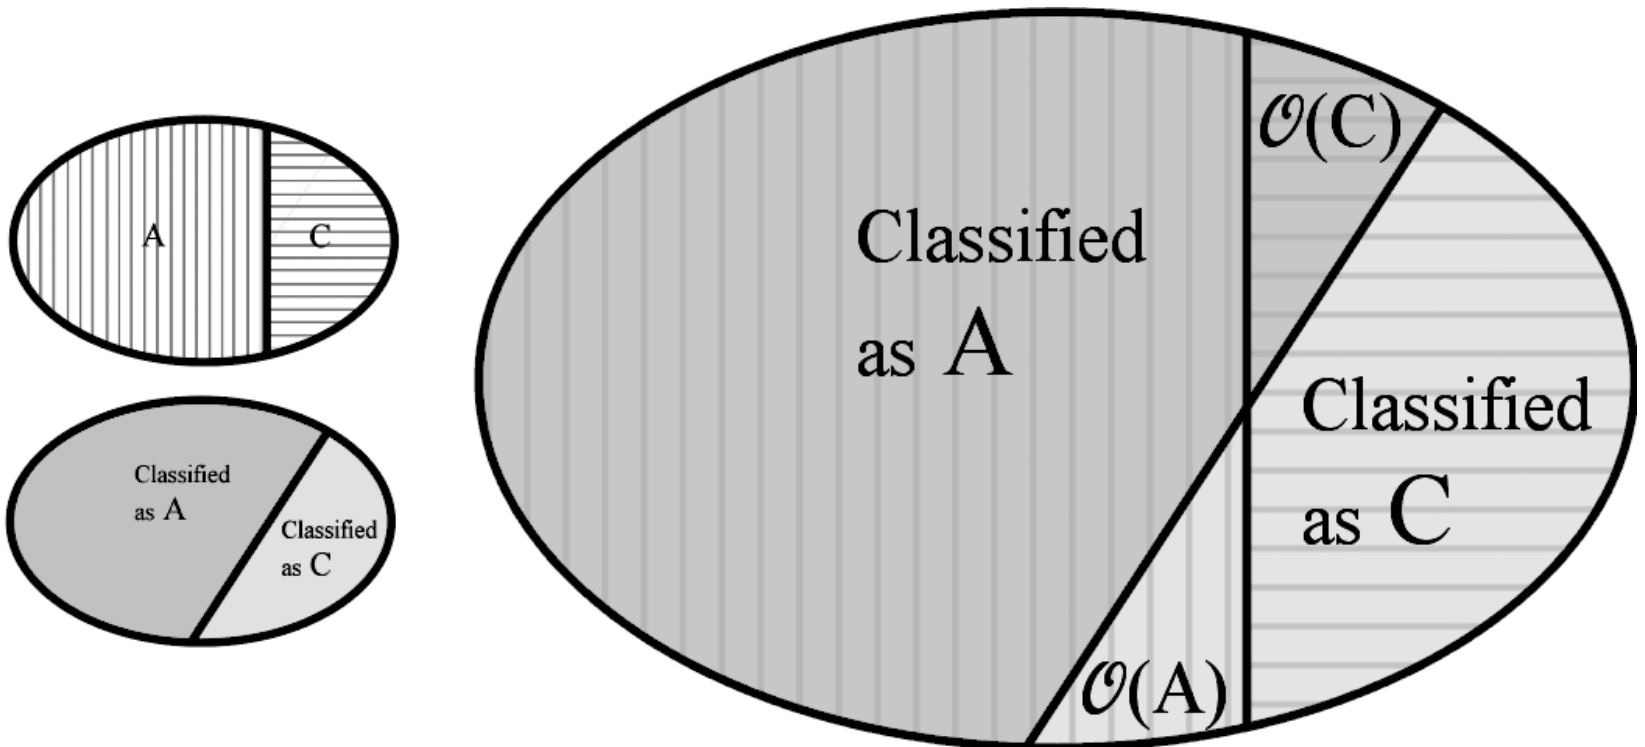 A
C
Classified
as A
Classified
as C
Classified
as A
𝒪(C)
Classified
as C
𝒪(A)